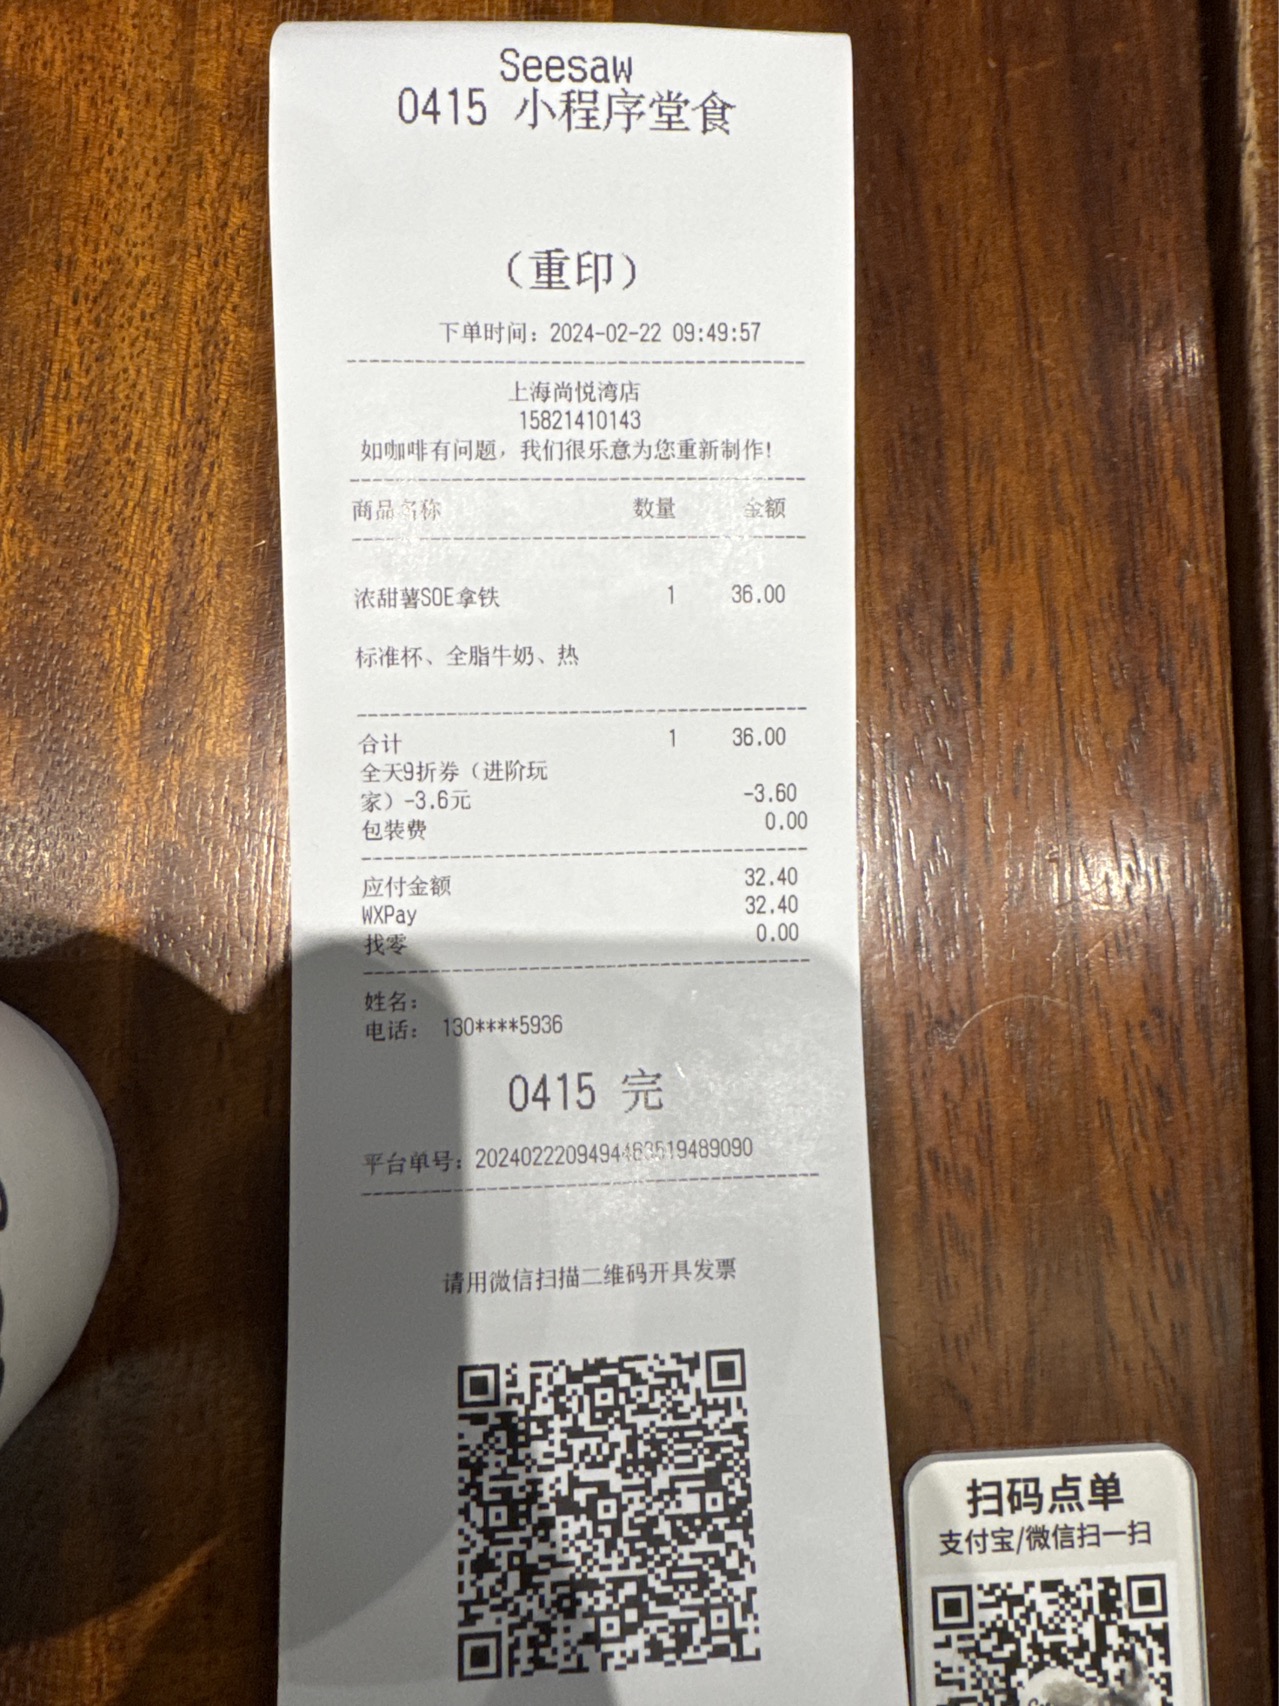 Seesaw
0415 小程序堂食
（重印）
下单时间：2024-02-22 09:49:57
上海尚悦湾店
15821410143
如咖啡有问题，我们很乐意为您重新制作!
商品名称 数量 金额
浓甜薯SOE拿铁 1 36.00
标准杯、全脂牛奶、热
合计 1 36.00
全天9折券（进阶玩
家）-3.6元 -3.60
包装费 0.00
应付金额 32.40
WXPay 32.40
找零 0.00
姓名：
电话： 130****5936
0415 完
平台单号：
请用微信扫描二维码开具发票
扫码点单
支付宝/微信扫一扫